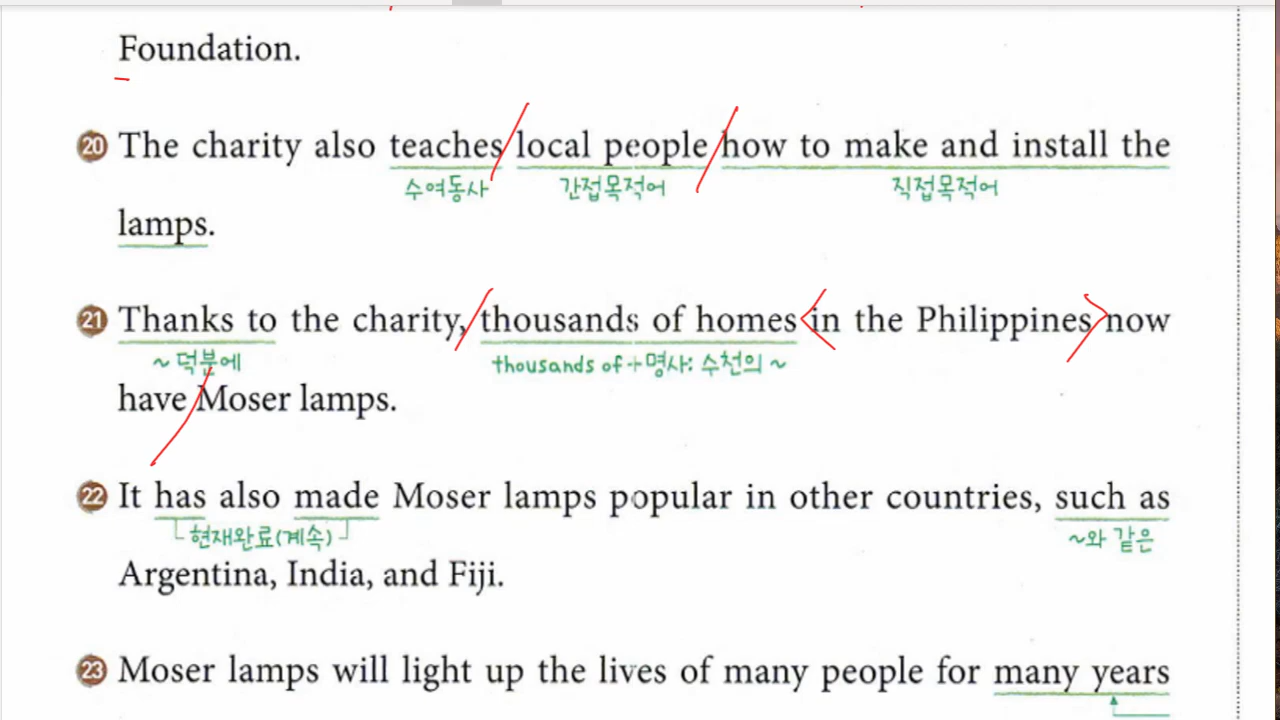 Foundation.
20 The charity also teaches local people how to make and install the
수여동사 간접목적어 직접목적어
lamps.
21 Thanks to the charity, thousands of homes in the Philippines now
~ 덕분에 thousands of + 명사: 수천의 ~
have Moser lamps.
22 It has also made Moser lamps popular in other countries, such as
현재완료(계속) ~와 같은
Argentina, India, and Fiji.
23 Moser lamps will light up the lives of many people for many years